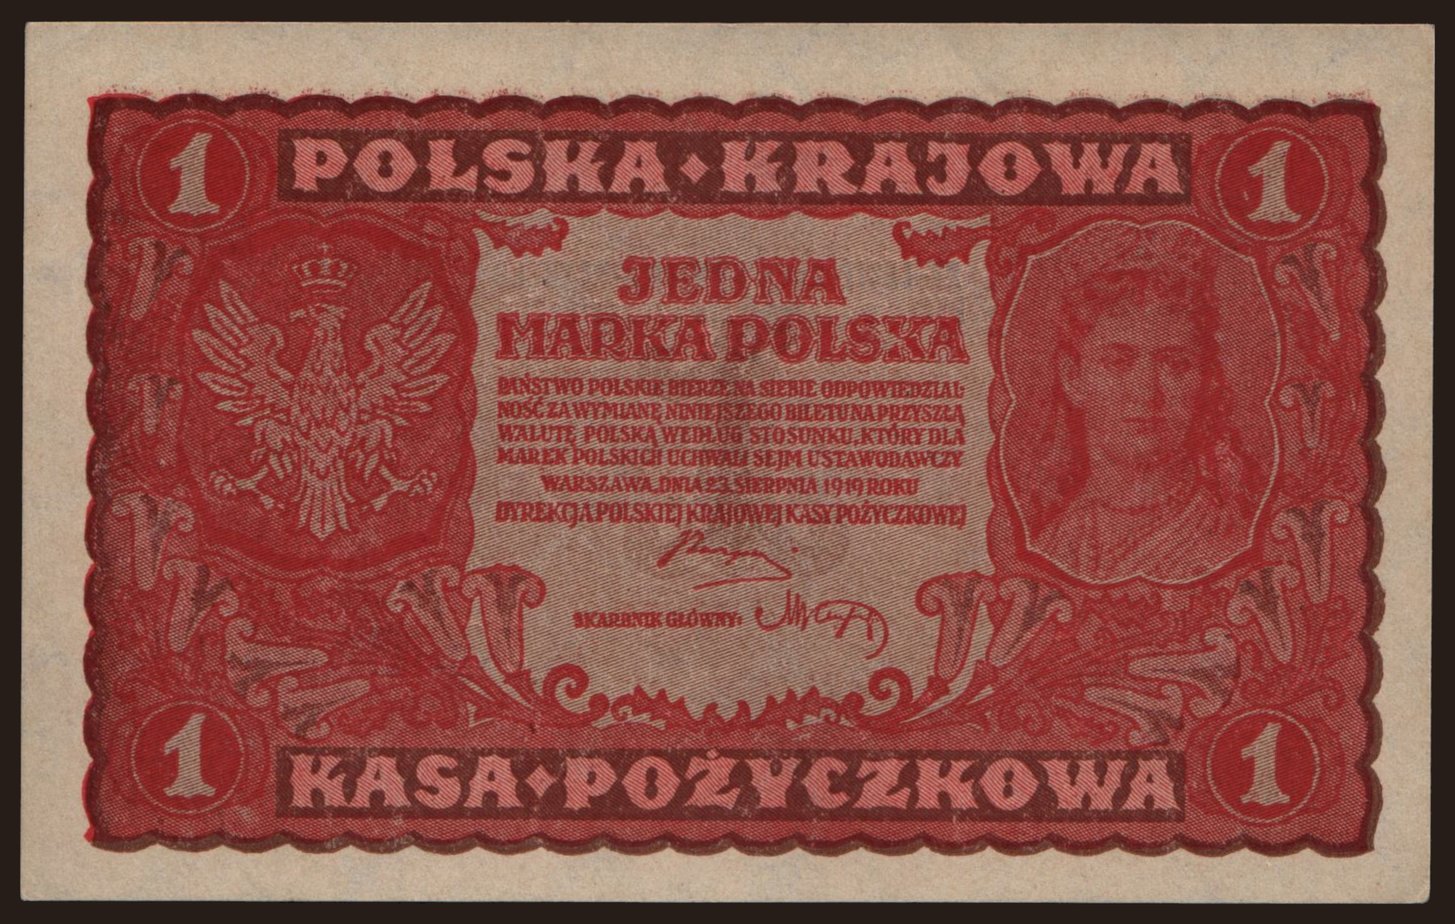 1 POLSKA · KRAJOWA 1
JEDNA
MARKA POLSKA
PAŃSTWO POLSKIE BIERZE NA SIEBIE ODPOWIEDZIAL-
NOŚĆ ZA WYMIANĘ NINIEJSZEGO BILETU NA PRZYSZŁĄ
WALUTĘ POLSKĄ WEDŁUG STOSUNKU, KTÓRY DLA
MAREK POLSKICH UCHWALI SEJM USTAWODAWCZY
WARSZAWA, DNIA 23. SIERPNIA 1919 ROKU
DYREKCJA POLSKIEJ KRAJOWEJ KASY POŻYCZKOWEJ
SKARBNIK GŁÓWNY:
1 KASA · POŻYCZKOWA 1